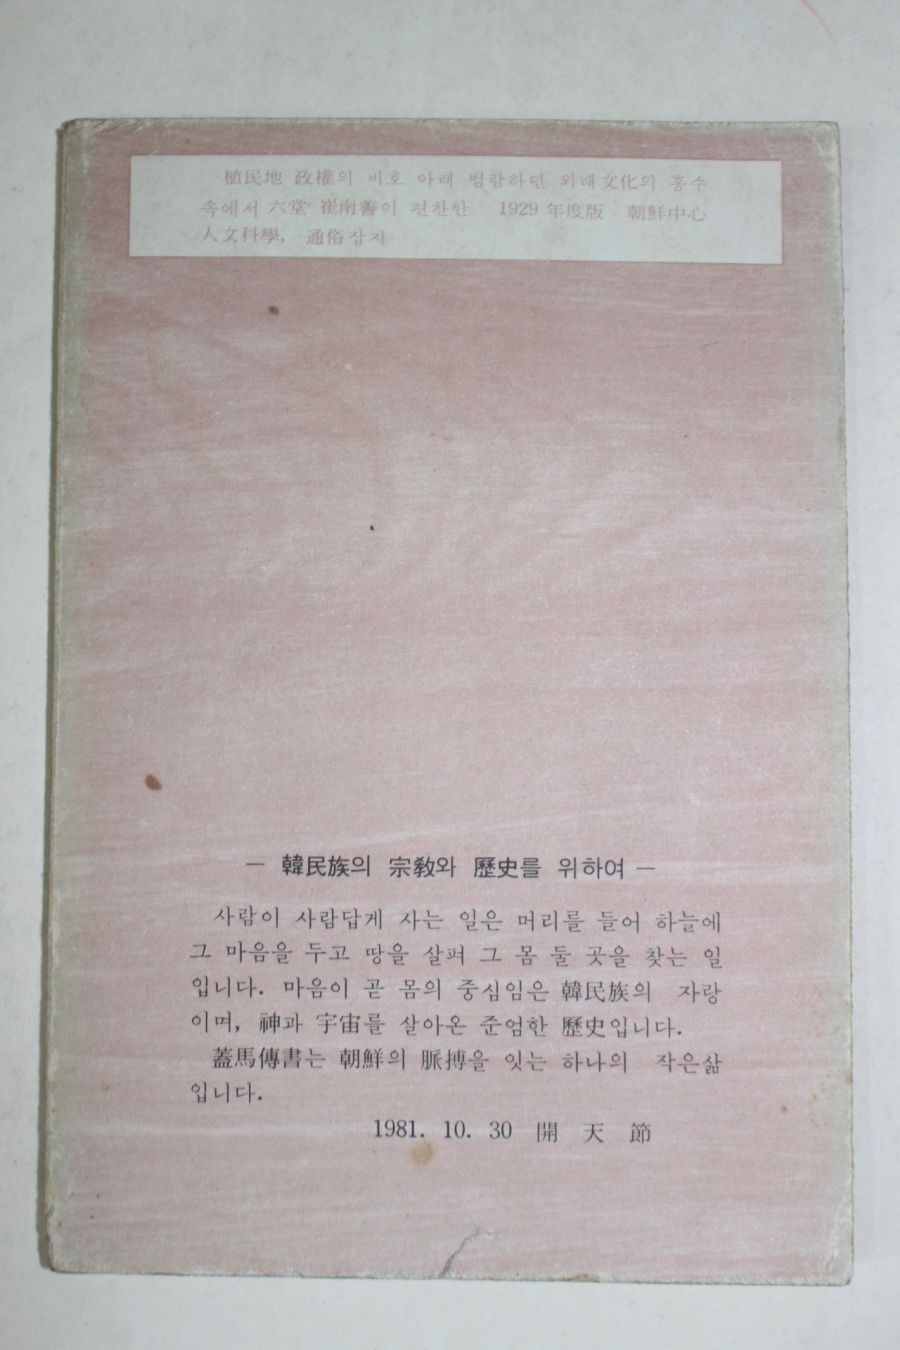 植民地 政權의 비호 아래 범람하던 외래文化의 홍수
속에서 六堂 崔南善이 편찬한 1929 年度版 朝鮮中心
人文科學, 通俗잡지
— 韓民族의 宗敎와 歷史를 위하여 —
사람이 사람답게 사는 일은 머리를 들어 하늘에
그 마음을 두고 땅을 살펴 그 몸 둘 곳을 찾는 일
입니다. 마음이 곧 몸의 중심임은 韓民族의 자랑
이며, 神과 宇宙를 살아온 준엄한 歷史입니다.
蓋馬傳書는 朝鮮의 脈搏을 잇는 하나의 작은삶
입니다.
1981. 10. 30 開 天 節